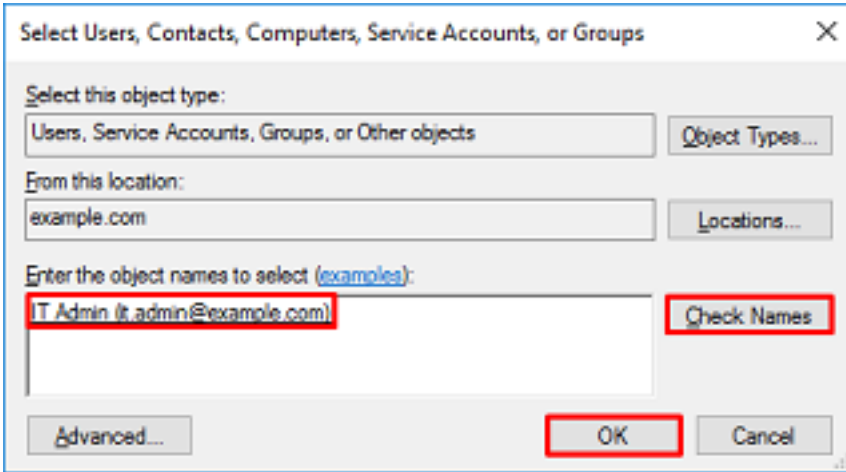 Select Users, Contacts, Computers, Service Accounts, or Groups
Select this object type:
Users, Service Accounts, Groups, or Other objects
Object Types...
From this location:
example.com
Locations...
Enter the object names to select (examples):
IT Admin (it.admin@example.com)
Check Names
Advanced...
OK
Cancel